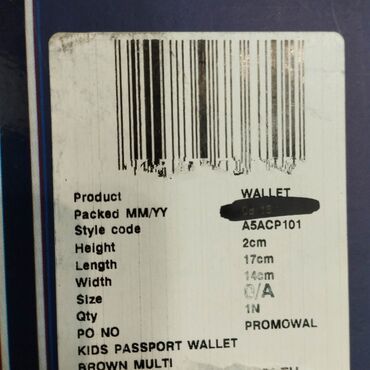 Product WALLET
Packed MM/YY
Style code A5ACP101
Height 2cm
Length 17cm
Width 14cm
Size O/A
Qty 1N
PO NO PROMOWAL
KIDS PASSPORT WALLET
BROWN MULTI